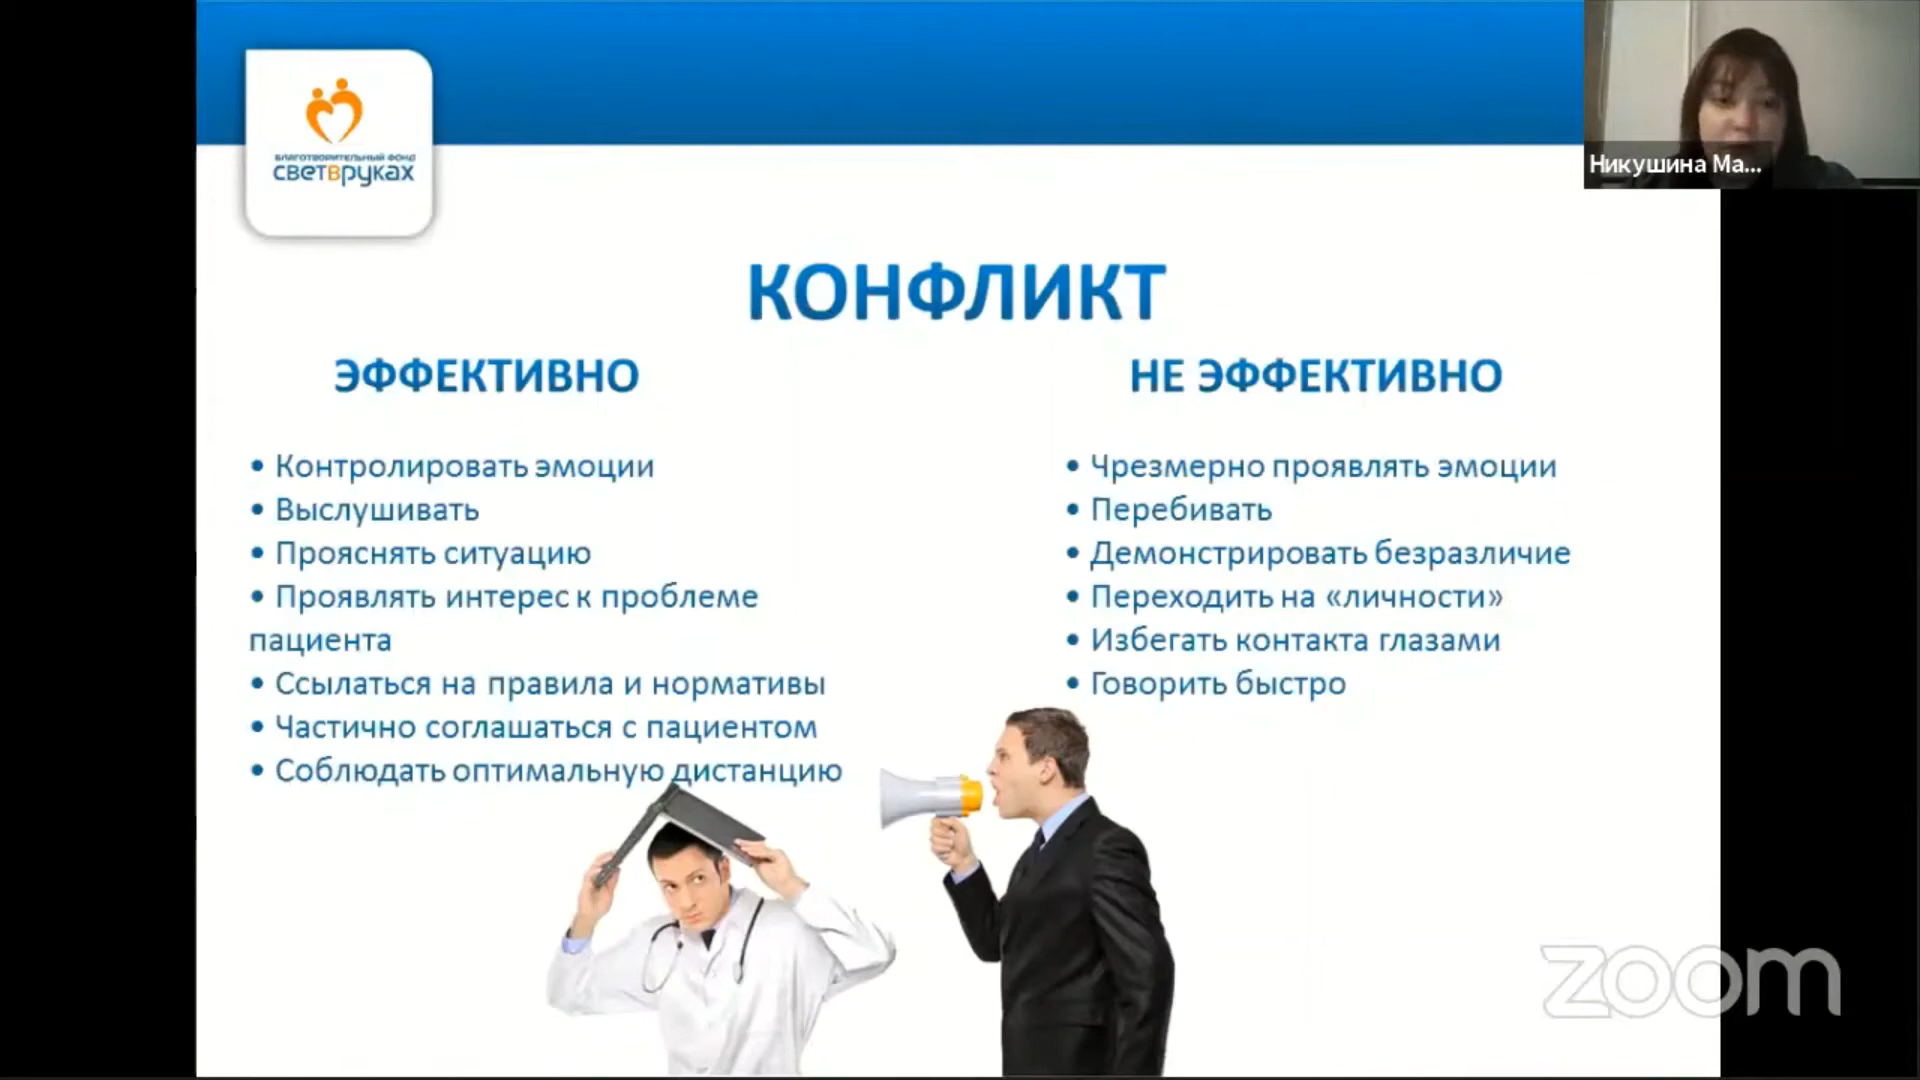 БЛАГОТВОРИТЕЛЬНЫЙ ФОНД
светвруках
Никушина Ма...
КОНФЛИКТ
ЭФФЕКТИВНО
• Контролировать эмоции
• Выслушивать
• Прояснять ситуацию
• Проявлять интерес к проблеме
пациента
• Ссылаться на правила и нормативы
• Частично соглашаться с пациентом
• Соблюдать оптимальную дистанцию
НЕ ЭФФЕКТИВНО
• Чрезмерно проявлять эмоции
• Перебивать
• Демонстрировать безразличие
• Переходить на «личности»
• Избегать контакта глазами
• Говорить быстро
zoom